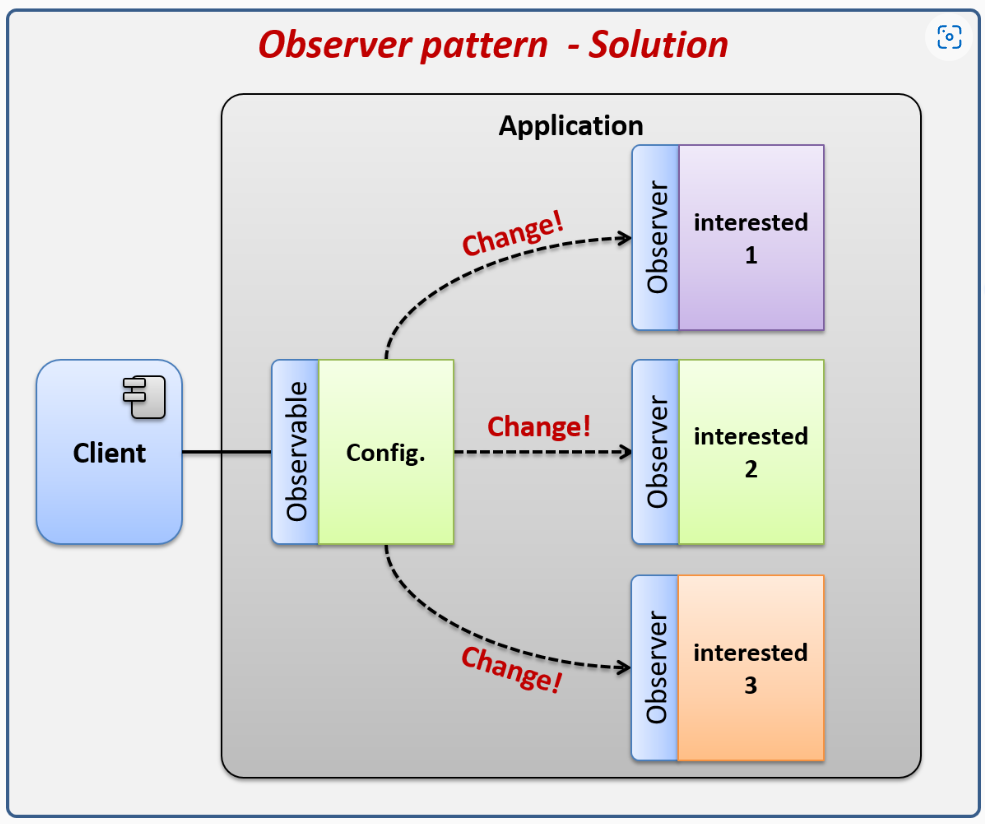 Observer pattern - Solution
Application
Change!
Observer
interested
1
Client
Observable
Config.
Change!
Observer
interested
2
Change!
Observer
interested
3